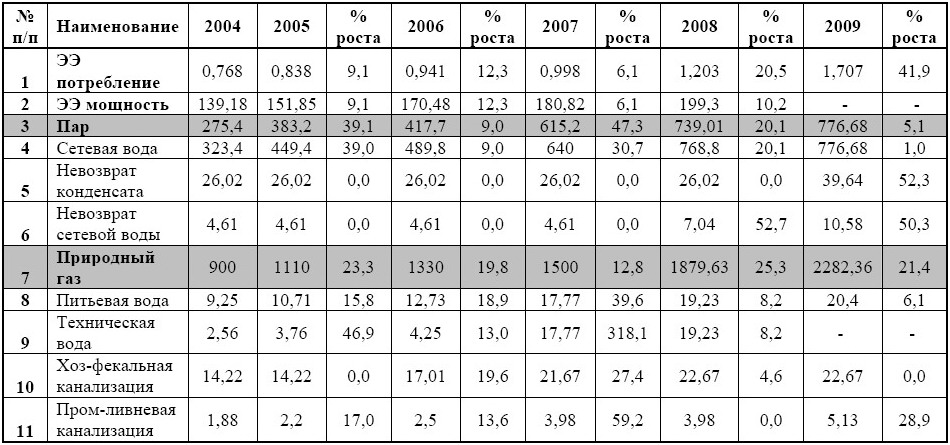 № п/п Наименование 2004 2005 % роста 2006 % роста 2007 % роста 2008 % роста 2009 % роста
1 ЭЭ потребление 0,768 0,838 9,1 0,941 12,3 0,998 6,1 1,203 20,5 1,707 41,9
2 ЭЭ мощность 139,18 151,85 9,1 170,48 12,3 180,82 6,1 199,3 10,2 - -
3 Пар 275,4 383,2 39,1 417,7 9,0 615,2 47,3 739,01 20,1 776,68 5,1
4 Сетевая вода 323,4 449,4 39,0 489,8 9,0 640 30,7 768,8 20,1 776,68 1,0
5 Невозврат конденсата 26,02 26,02 0,0 26,02 0,0 26,02 0,0 26,02 0,0 39,64 52,3
6 Невозврат сетевой воды 4,61 4,61 0,0 4,61 0,0 4,61 0,0 7,04 52,7 10,58 50,3
7 Природный газ 900 1110 23,3 1330 19,8 1500 12,8 1879,63 25,3 2282,36 21,4
8 Питьевая вода 9,25 10,71 15,8 12,73 18,9 17,77 39,6 19,23 8,2 20,4 6,1
9 Техническая вода 2,56 3,76 46,9 4,25 13,0 17,77 318,1 19,23 8,2 - -
10 Хоз-фекальная канализация 14,22 14,22 0,0 17,01 19,6 21,67 27,4 22,67 4,6 22,67 0,0
11 Пром-ливневая канализация 1,88 2,2 17,0 2,5 13,6 3,98 59,2 3,98 0,0 5,13 28,9